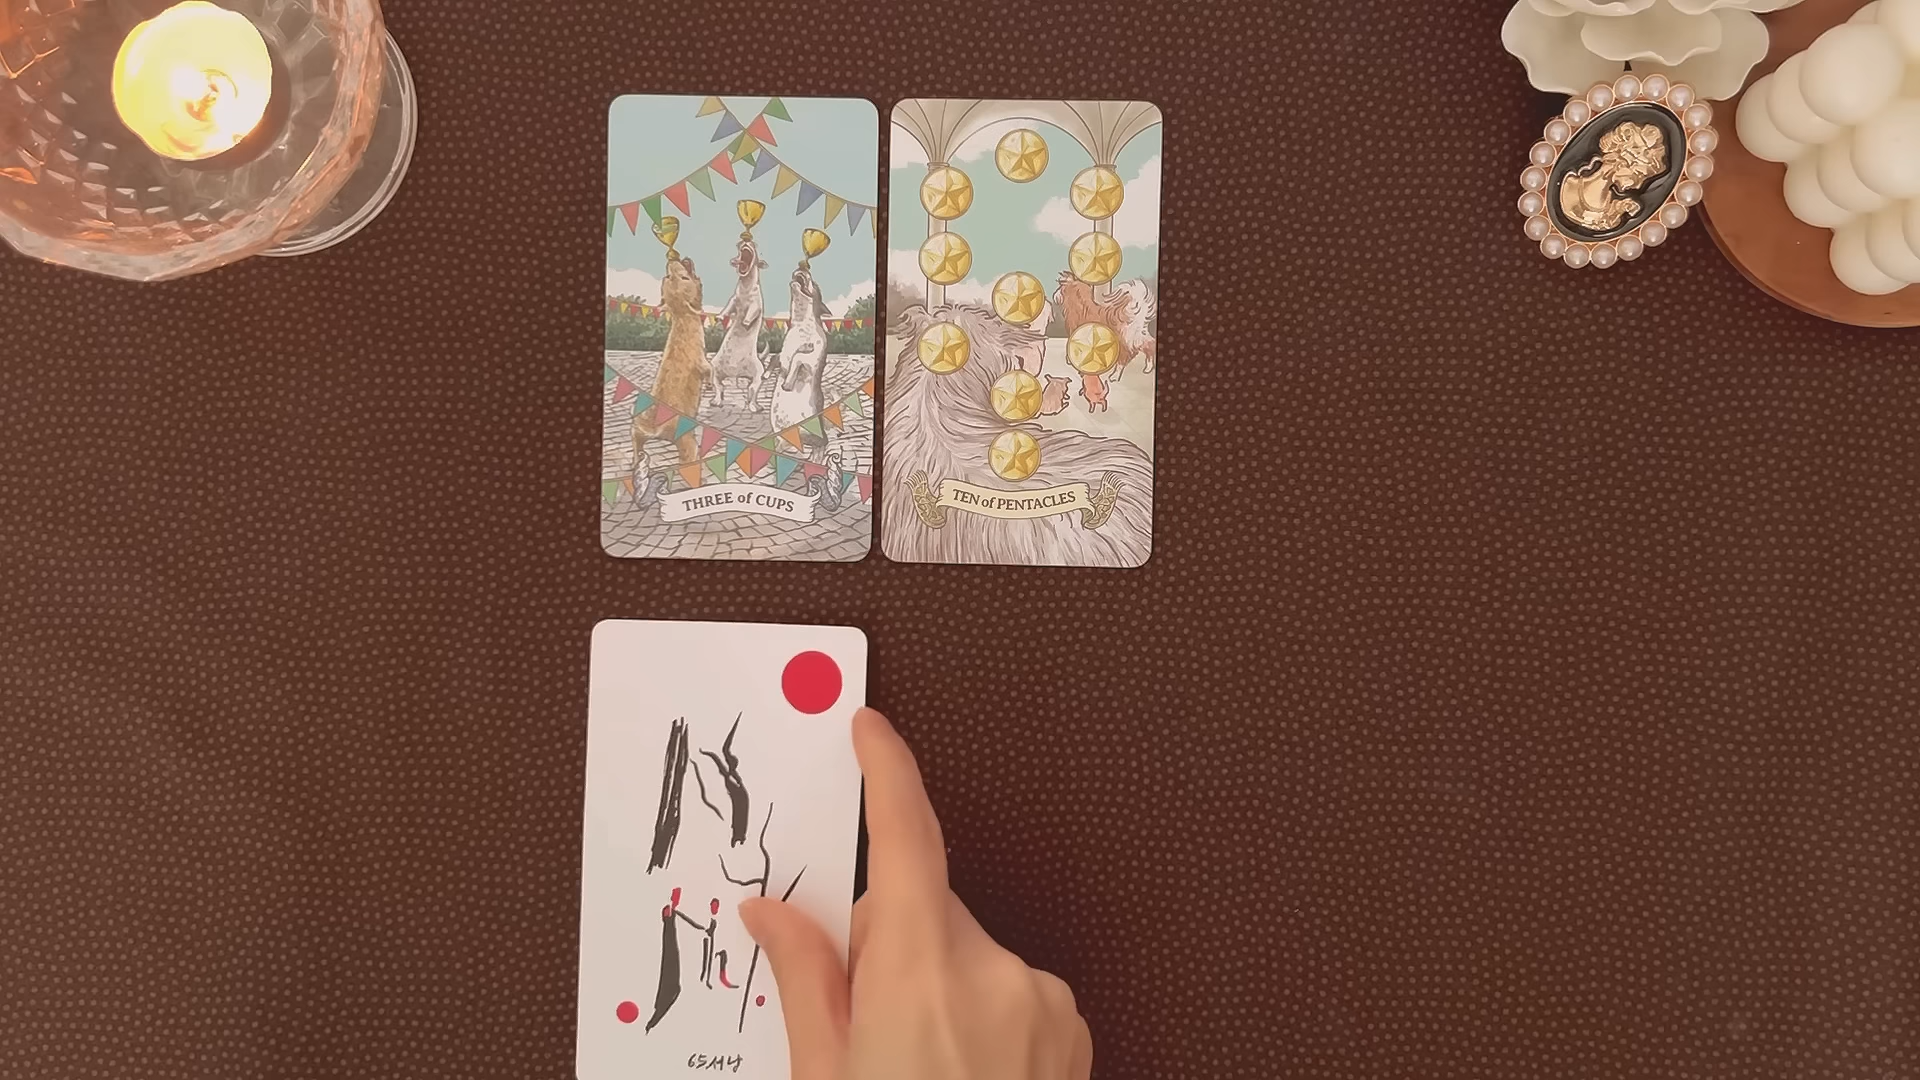 THREE of CUPS
TEN of PENTACLES
65서낭